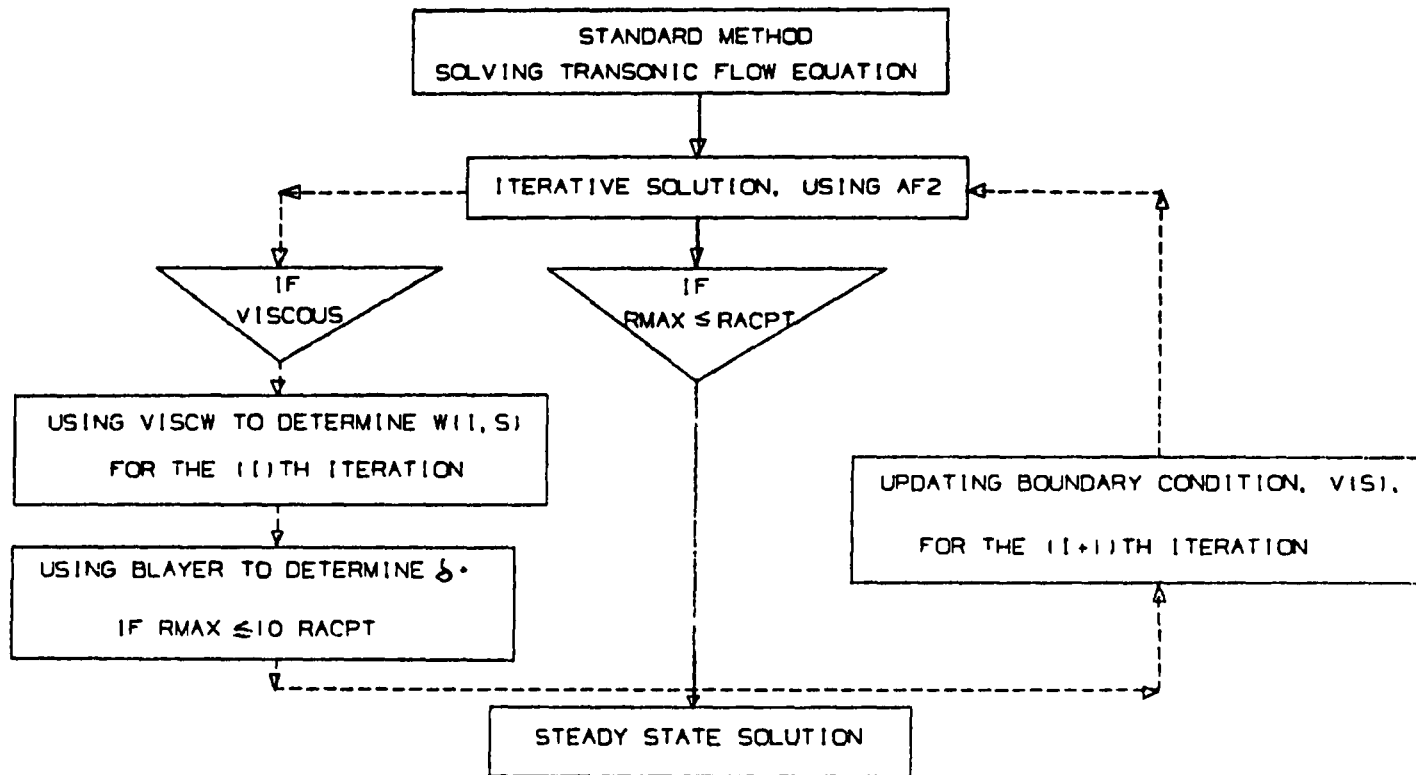 STANDARD METHOD
SOLVING TRANSONIC FLOW EQUATION
ITERATIVE SOLUTION, USING AF2
IF
VISCOUS
IF
RMAX ≤ RACPT
USING VISCW TO DETERMINE W(I,S)
FOR THE (I)TH ITERATION
USING BLAYER TO DETERMINE δ*
IF RMAX ≤10 RACPT
UPDATING BOUNDARY CONDITION, V(S),
FOR THE (I+1)TH ITERATION
STEADY STATE SOLUTION